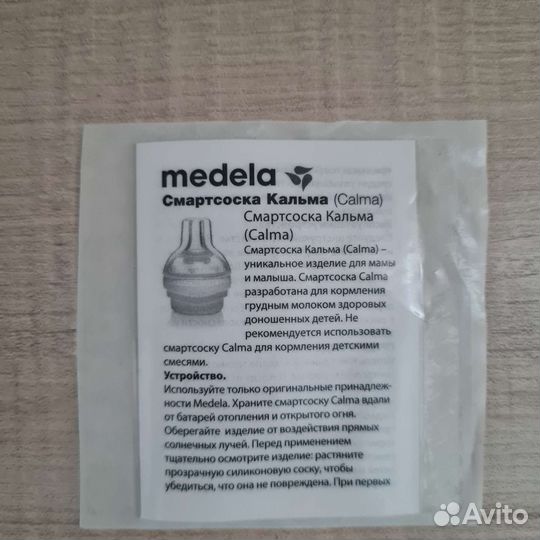 medela
Смартсоска Кальма (Calma)
Смартсоска Кальма
(Calma)
Смартсоска Кальма (Calma) –
уникальное изделие для мамы
и малыша. Смартсоска Calma
разработана для кормления
грудным молоком здоровых
доношенных детей. Не
рекомендуется использовать
смартсоску Calma для кормления детскими
смесями.
Устройство.
Используйте только оригинальные принадлеж-
ности Medela. Храните смартсоску Calma вдали
от батарей отопления и открытого огня.
Оберегайте изделие от воздействия прямых
солнечных лучей. Перед применением
тщательно осмотрите изделие: растяните
прозрачную силиконовую соску, чтобы
убедиться, что она не повреждена. При первых
Avito